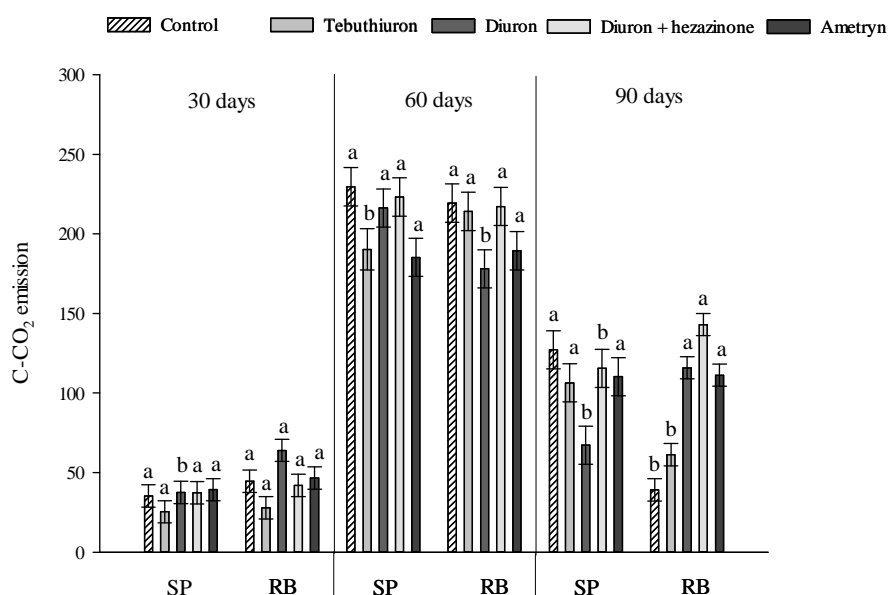 Control Tebuthiuron Diuron Diuron + hezazinone Ametryn
300
30 days 60 days 90 days
250
200
150
100
50
0
C-CO₂ emission
a a b a a a a a a a
a b a a a a a b a a
a a b b a b b a a a
SP RB SP RB SP RB